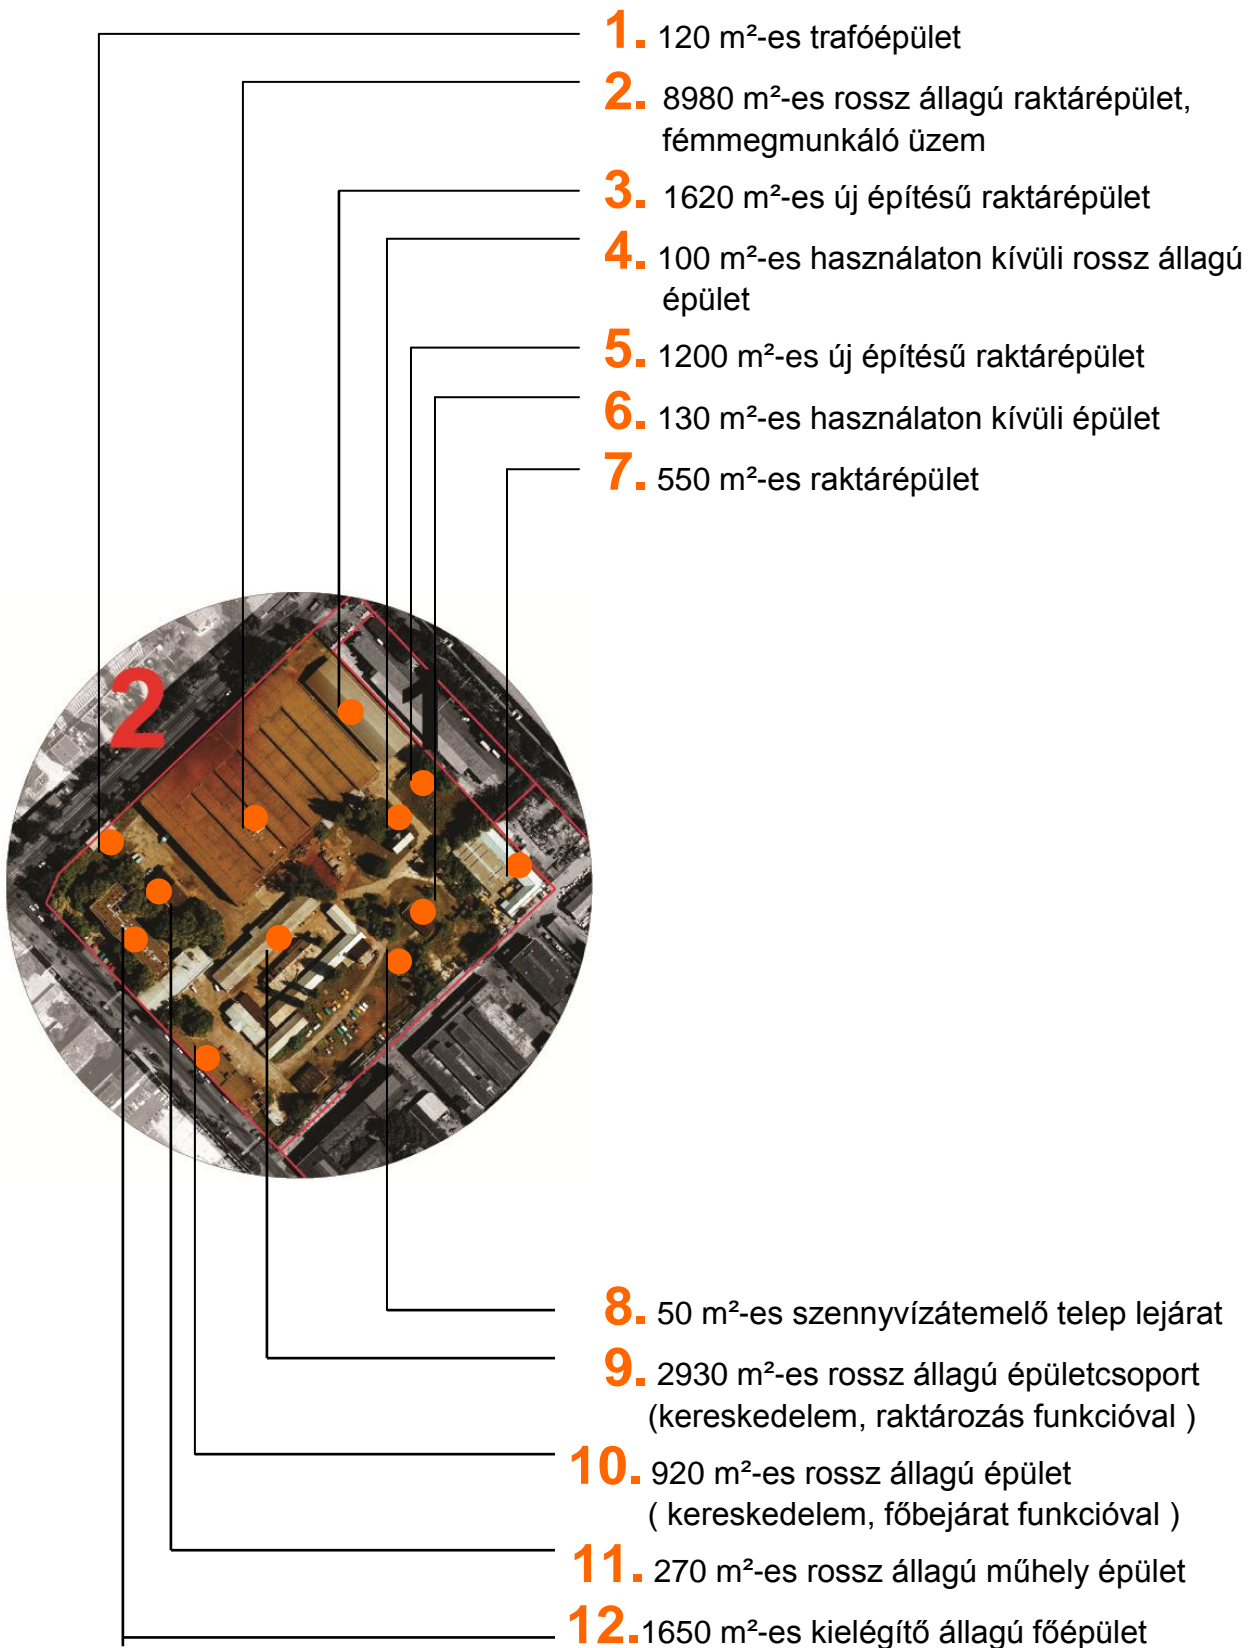 1. 120 m²-es trafóépület
2. 8980 m²-es rossz állagú raktárépület,
fémmegmunkáló üzem
3. 1620 m²-es új építésű raktárépület
4. 100 m²-es használaton kívüli rossz állagú
épület
5. 1200 m²-es új építésű raktárépület
6. 130 m²-es használaton kívüli épület
7. 550 m²-es raktárépület
2
1
8. 50 m²-es szennyvízátemelő telep lejárat
9. 2930 m²-es rossz állagú épületcsoport
(kereskedelem, raktározás funkcióval )
10. 920 m²-es rossz állagú épület
( kereskedelem, főbejárat funkcióval )
11. 270 m²-es rossz állagú műhely épület
12. 1650 m²-es kielégítő állagú főépület